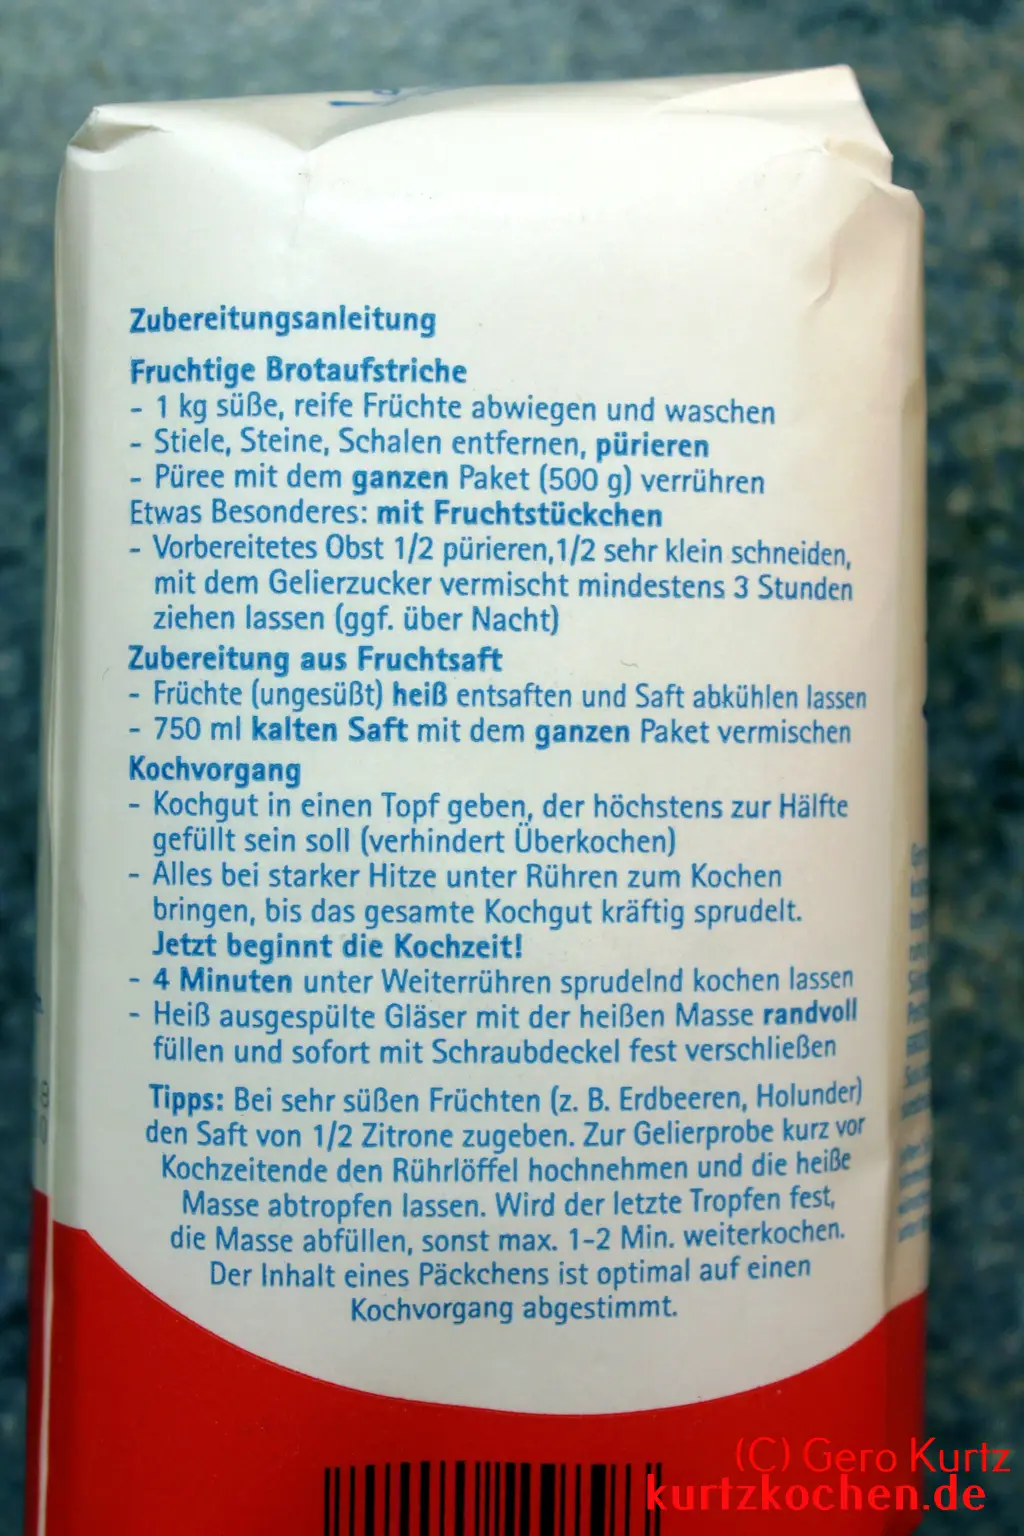 Zubereitungsanleitung
Fruchtige Brotaufstriche
- 1 kg süße, reife Früchte abwiegen und waschen
- Stiele, Steine, Schalen entfernen, pürieren
- Püree mit dem ganzen Paket (500 g) verrühren
Etwas Besonderes: mit Fruchtstückchen
- Vorbereitetes Obst 1/2 pürieren,1/2 sehr klein schneiden,
mit dem Gelierzucker vermischt mindestens 3 Stunden
ziehen lassen (ggf. über Nacht)
Zubereitung aus Fruchtsaft
- Früchte (ungesüßt) heiß entsaften und Saft abkühlen lassen
- 750 ml kalten Saft mit dem ganzen Paket vermischen
Kochvorgang
- Kochgut in einen Topf geben, der höchstens zur Hälfte
gefüllt sein soll (verhindert Überkochen)
- Alles bei starker Hitze unter Rühren zum Kochen
bringen, bis das gesamte Kochgut kräftig sprudelt.
Jetzt beginnt die Kochzeit!
- 4 Minuten unter Weiterrühren sprudelnd kochen lassen
- Heiß ausgespülte Gläser mit der heißen Masse randvoll
füllen und sofort mit Schraubdeckel fest verschließen
Tipps: Bei sehr süßen Früchten (z. B. Erdbeeren, Holunder)
den Saft von 1/2 Zitrone zugeben. Zur Gelierprobe kurz vor
Kochzeitende den Rührlöffel hochnehmen und die heiße
Masse abtropfen lassen. Wird der letzte Tropfen fest,
die Masse abfüllen, sonst max. 1-2 Min. weiterkochen.
Der Inhalt eines Päckchens ist optimal auf einen
Kochvorgang abgestimmt.
(C) Gero Kurtz
kurtzkochen.de